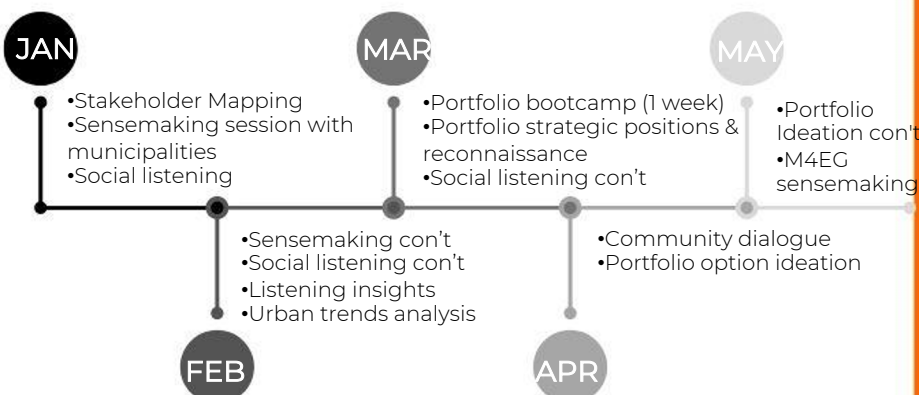 JAN
•Stakeholder Mapping
•Sensemaking session with
municipalities
•Social listening
FEB
•Sensemaking con’t
•Social listening con’t
•Listening insights
•Urban trends analysis
MAR
•Portfolio bootcamp (1 week)
•Portfolio strategic positions &
reconnaissance
•Social listening con’t
APR
•Community dialogue
•Portfolio option ideation
MAY
•Portfolio
Ideation con't
•M4EG
sensemaking